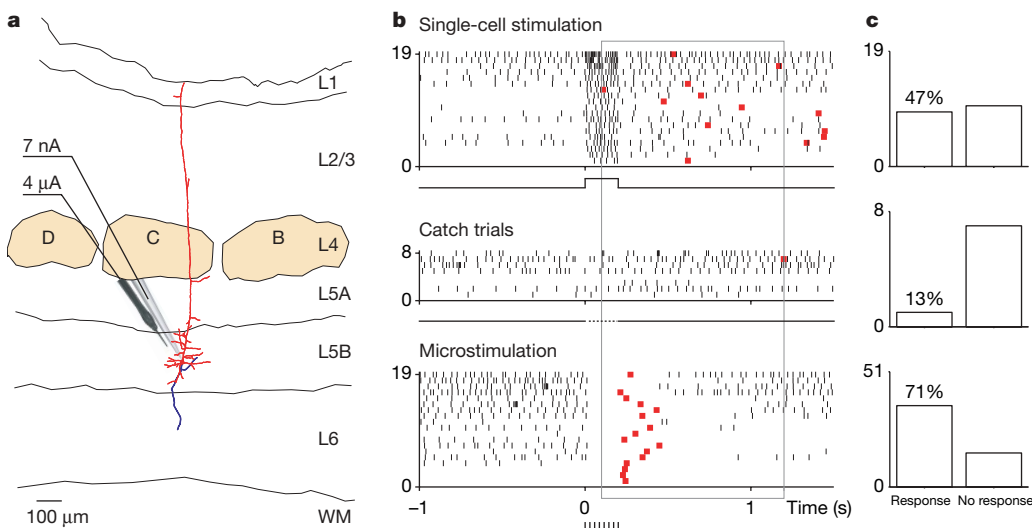 a
7 nA
4 μA
D
C
B
L1
L2/3
L4
L5A
L5B
L6
WM
100 μm
b
Single-cell stimulation
19
0
Catch trials
8
0
Microstimulation
19
0
–1 0 1 Time (s)
c
19
47%
0
8
13%
0
51
71%
0
Response No response